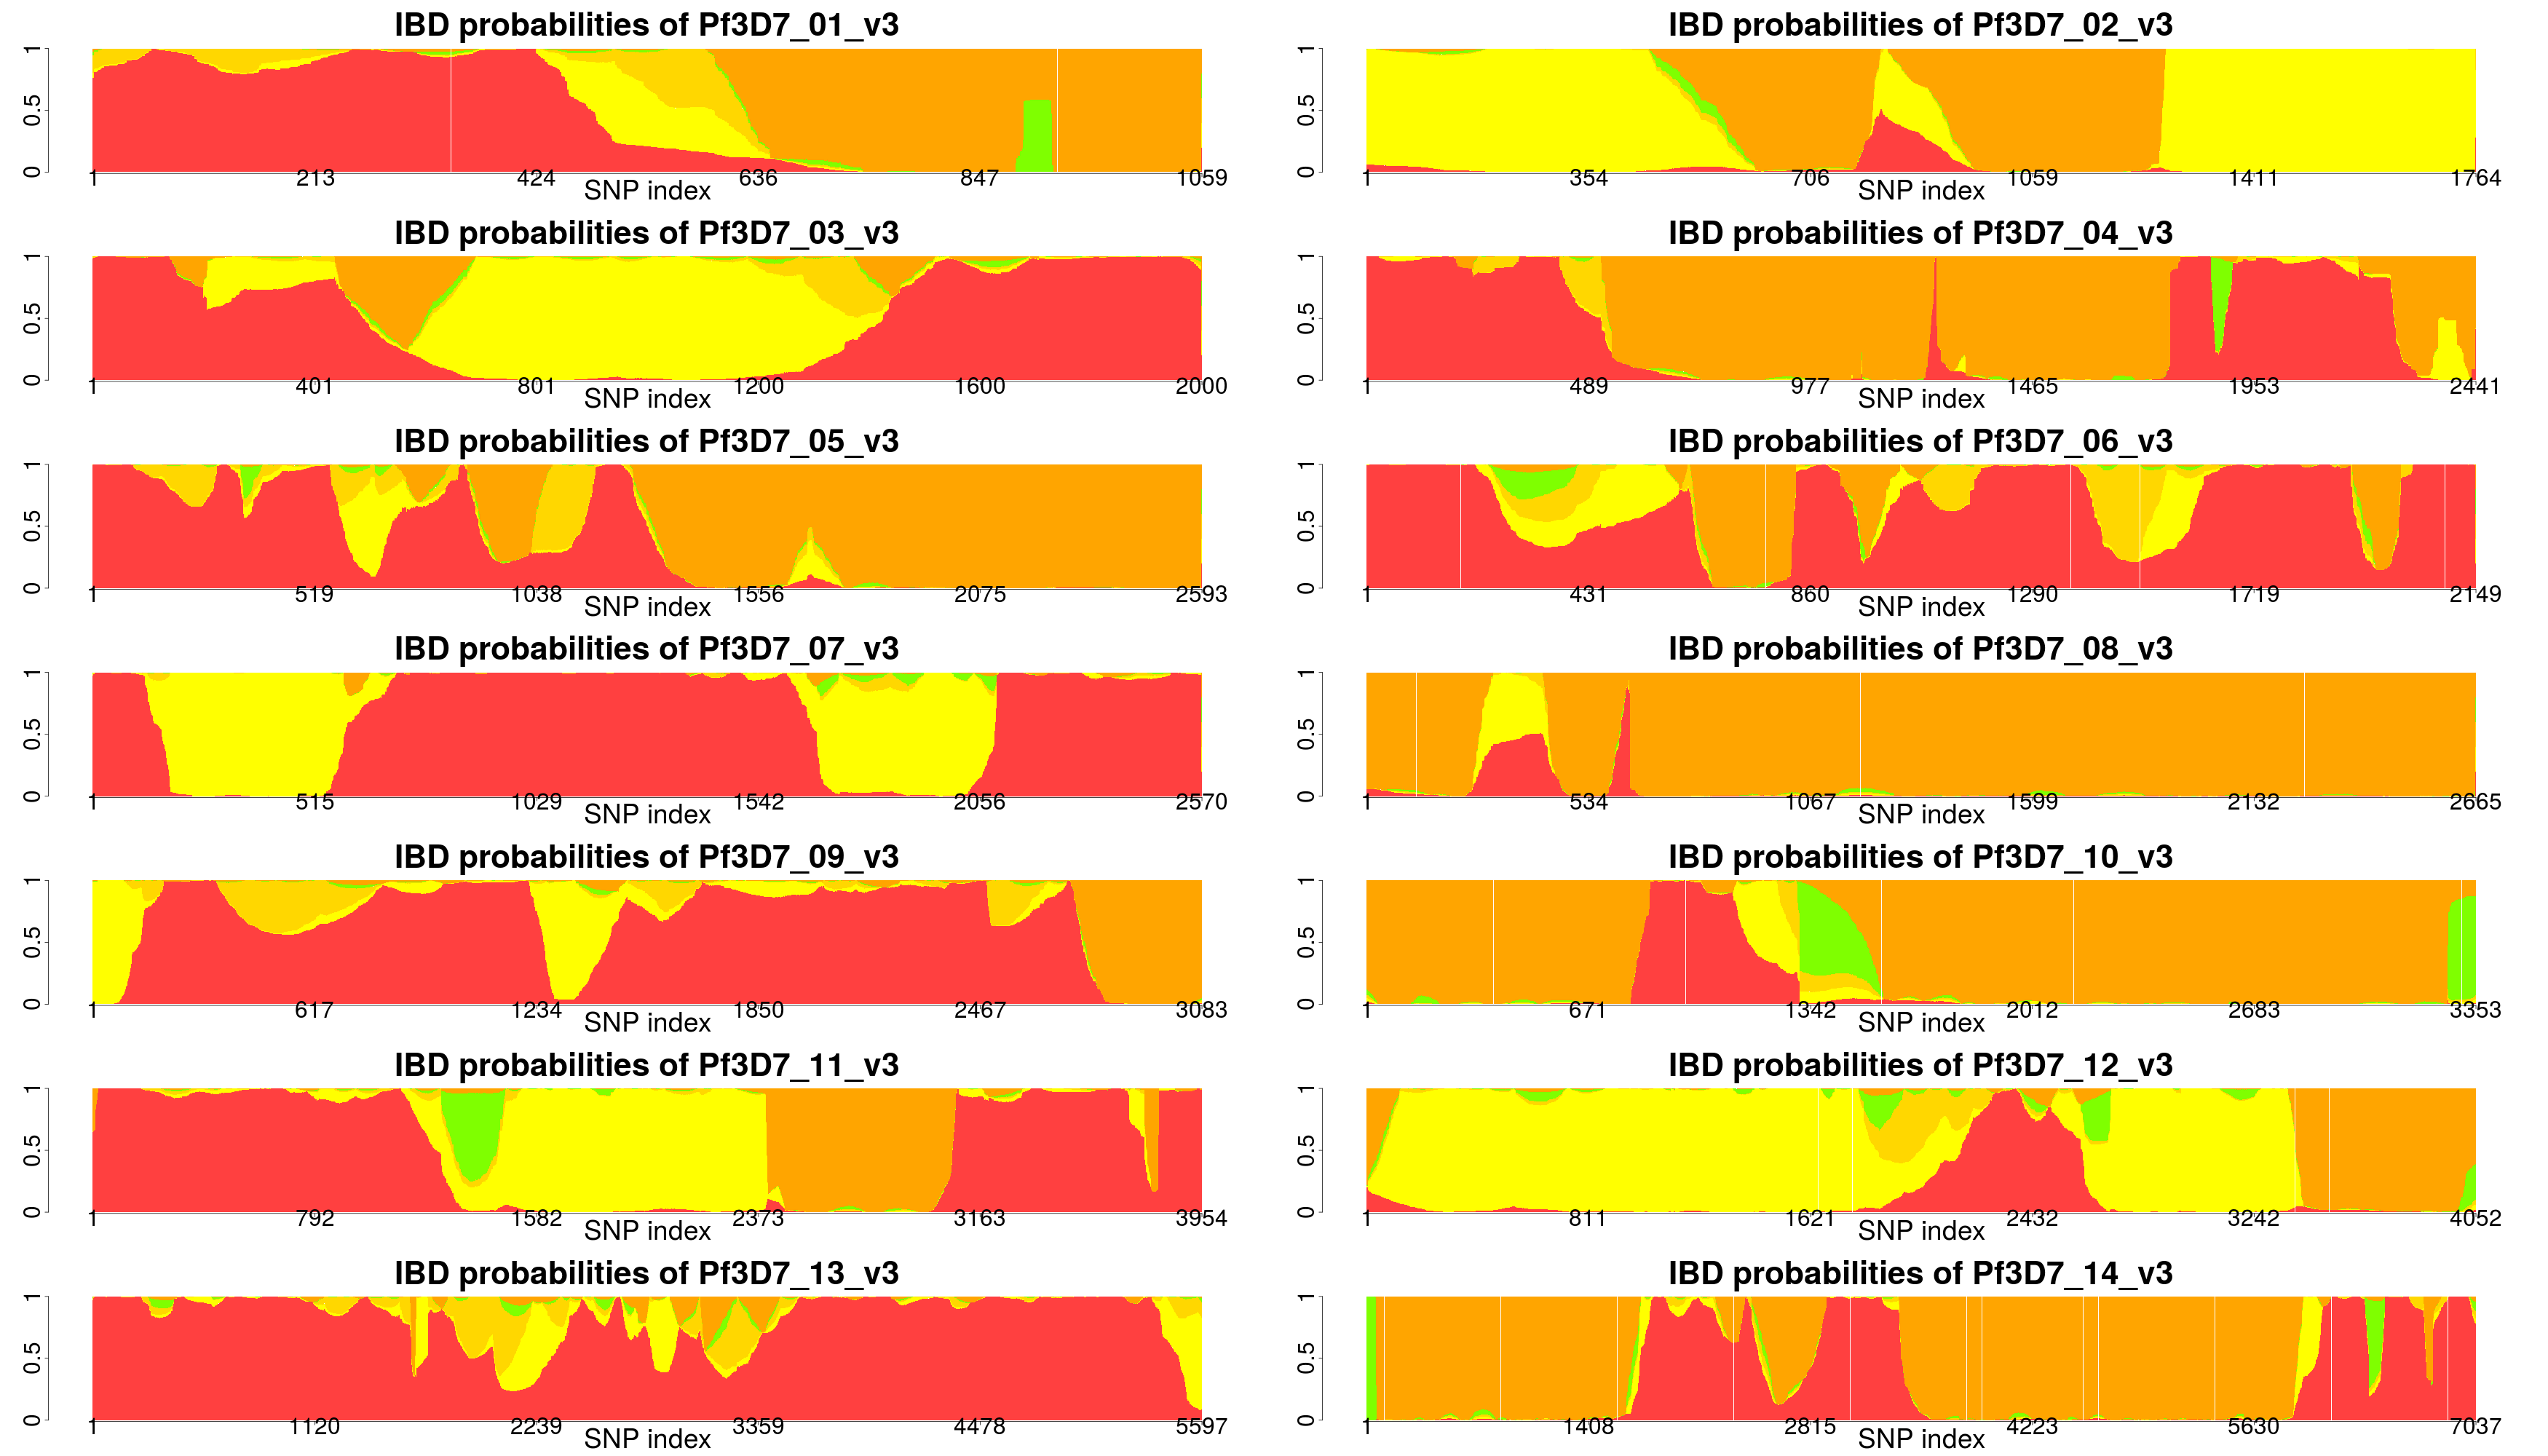 IBD probabilities of Pf3D7_01_v3
0 0.5 1
1 213 424 636 847 1059
SNP index
IBD probabilities of Pf3D7_02_v3
0 0.5 1
1 354 706 1059 1411 1764
SNP index
IBD probabilities of Pf3D7_03_v3
0 0.5 1
1 401 801 1200 1600 2000
SNP index
IBD probabilities of Pf3D7_04_v3
0 0.5 1
1 489 977 1465 1953 2441
SNP index
IBD probabilities of Pf3D7_05_v3
0 0.5 1
1 519 1038 1556 2075 2593
SNP index
IBD probabilities of Pf3D7_06_v3
0 0.5 1
1 431 860 1290 1719 2149
SNP index
IBD probabilities of Pf3D7_07_v3
0 0.5 1
1 515 1029 1542 2056 2570
SNP index
IBD probabilities of Pf3D7_08_v3
0 0.5 1
1 534 1067 1599 2132 2665
SNP index
IBD probabilities of Pf3D7_09_v3
0 0.5 1
1 617 1234 1850 2467 3083
SNP index
IBD probabilities of Pf3D7_10_v3
0 0.5 1
1 671 1342 2012 2683 3353
SNP index
IBD probabilities of Pf3D7_11_v3
0 0.5 1
1 792 1582 2373 3163 3954
SNP index
IBD probabilities of Pf3D7_12_v3
0 0.5 1
1 811 1621 2432 3242 4052
SNP index
IBD probabilities of Pf3D7_13_v3
0 0.5 1
1 1120 2239 3359 4478 5597
SNP index
IBD probabilities of Pf3D7_14_v3
0 0.5 1
1 1408 2815 4223 5630 7037
SNP index